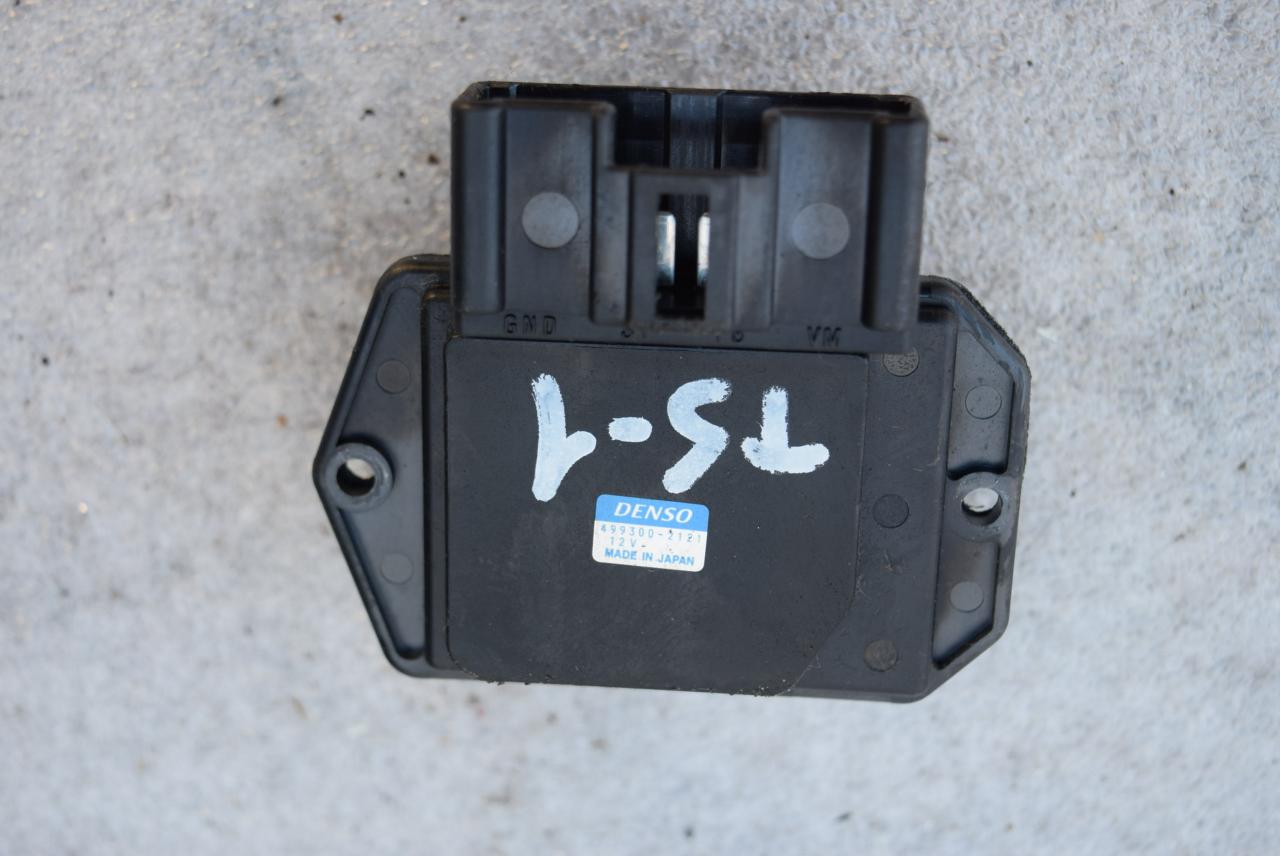 GND VM
TS-1
DENSO
499300-2121
12V
MADE IN JAPAN